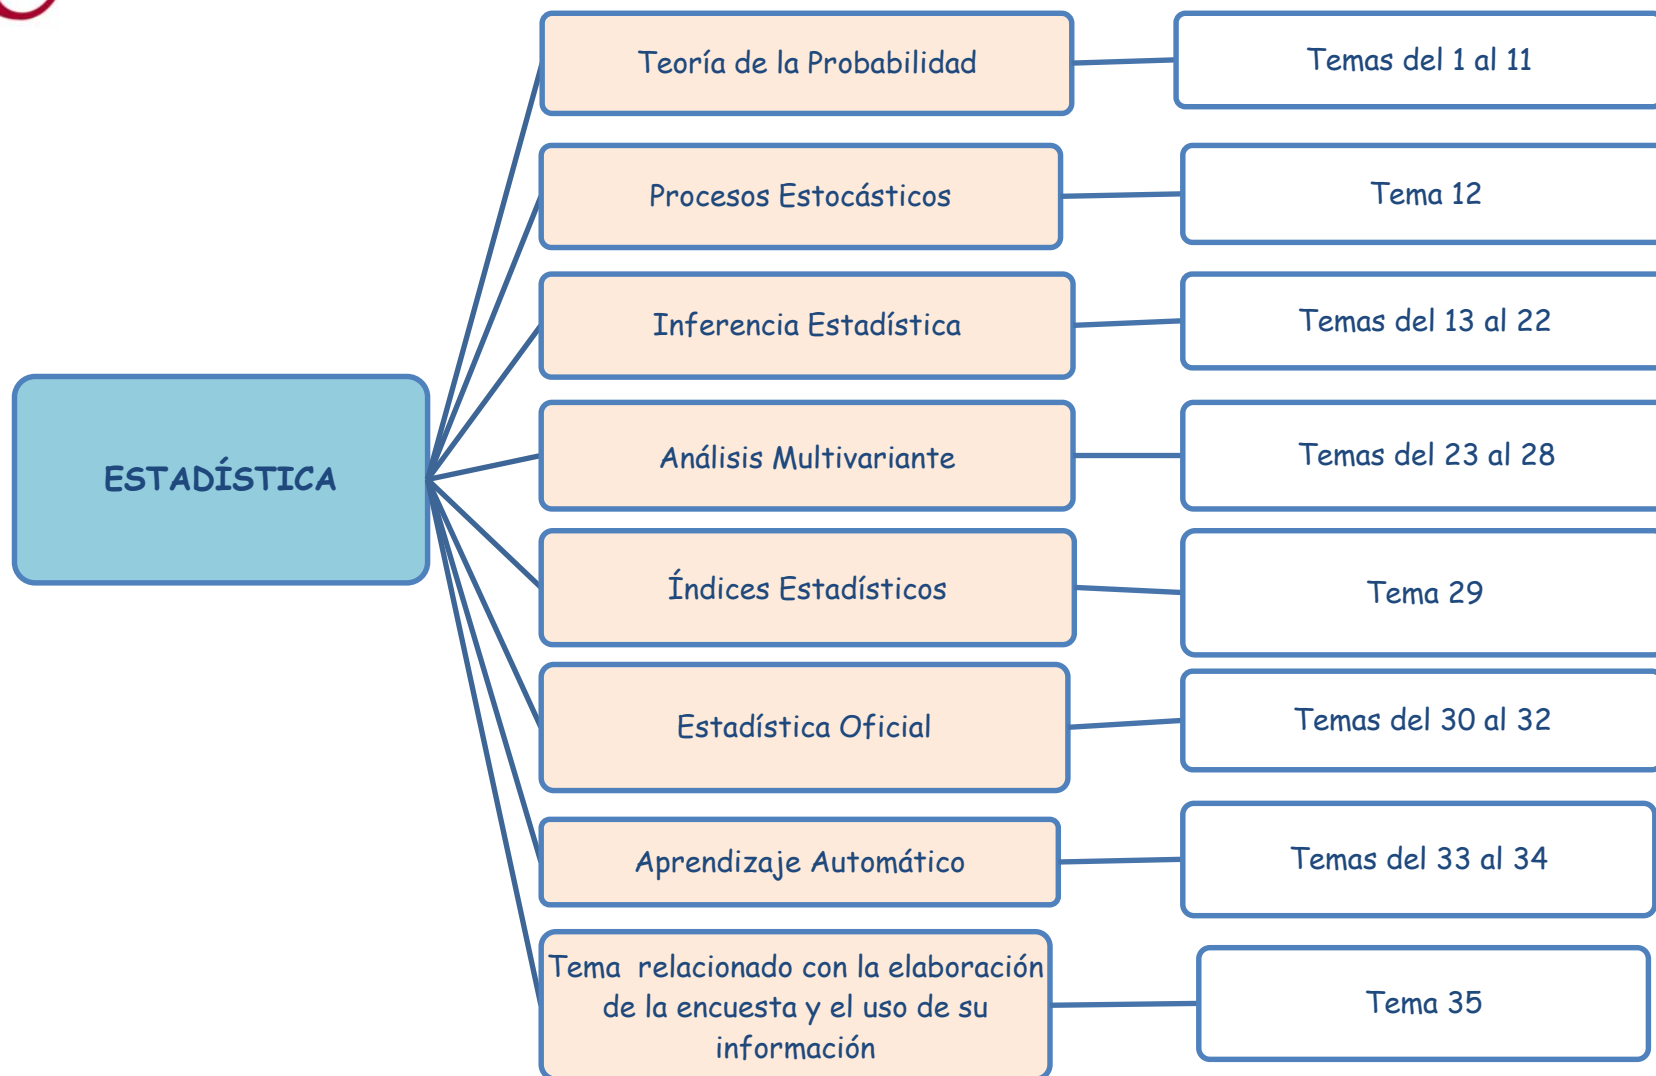 ESTADÍSTICA
Teoría de la Probabilidad
Temas del 1 al 11
Procesos Estocásticos
Tema 12
Inferencia Estadística
Temas del 13 al 22
Análisis Multivariante
Temas del 23 al 28
Índices Estadísticos
Tema 29
Estadística Oficial
Temas del 30 al 32
Aprendizaje Automático
Temas del 33 al 34
Tema relacionado con la elaboración
de la encuesta y el uso de su
información
Tema 35